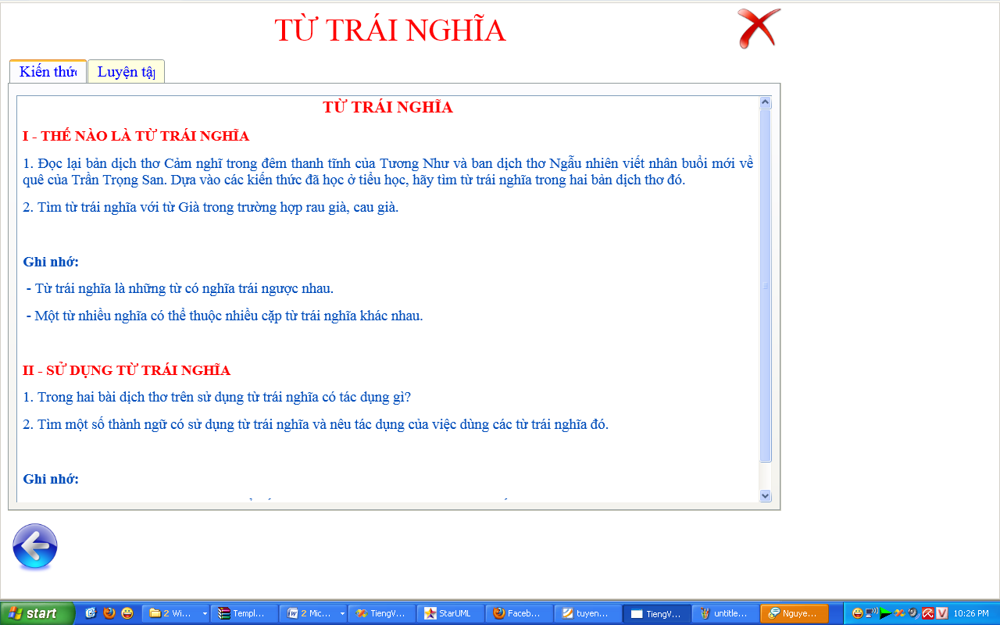 TỪ TRÁI NGHĨA
Kiến thức
Luyện tập
TỪ TRÁI NGHĨA
I - THẾ NÀO LÀ TỪ TRÁI NGHĨA
1. Đọc lại bản dịch thơ Cảm nghĩ trong đêm thanh tĩnh của Tương Như và ban dịch thơ Ngẫu nhiên viết nhân buổi mới về
quê của Trần Trọng San. Dựa vào các kiến thức đã học ở tiểu học, hãy tìm từ trái nghĩa trong hai bản dịch thơ đó.
2. Tìm từ trái nghĩa với từ Già trong trường hợp rau già, cau già.
Ghi nhớ:
- Từ trái nghĩa là những từ có nghĩa trái ngược nhau.
- Một từ nhiều nghĩa có thể thuộc nhiều cặp từ trái nghĩa khác nhau.
II - SỬ DỤNG TỪ TRÁI NGHĨA
1. Trong hai bài dịch thơ trên sử dụng từ trái nghĩa có tác dụng gì?
2. Tìm một số thành ngữ có sử dụng từ trái nghĩa và nêu tác dụng của việc dùng các từ trái nghĩa đó.
Ghi nhớ:
start 2 Wi... Templ... 2 Mic... TiengV... StarUML Faceb... tuyen... TiengV... untitle... Nguye... V 10:26 PM